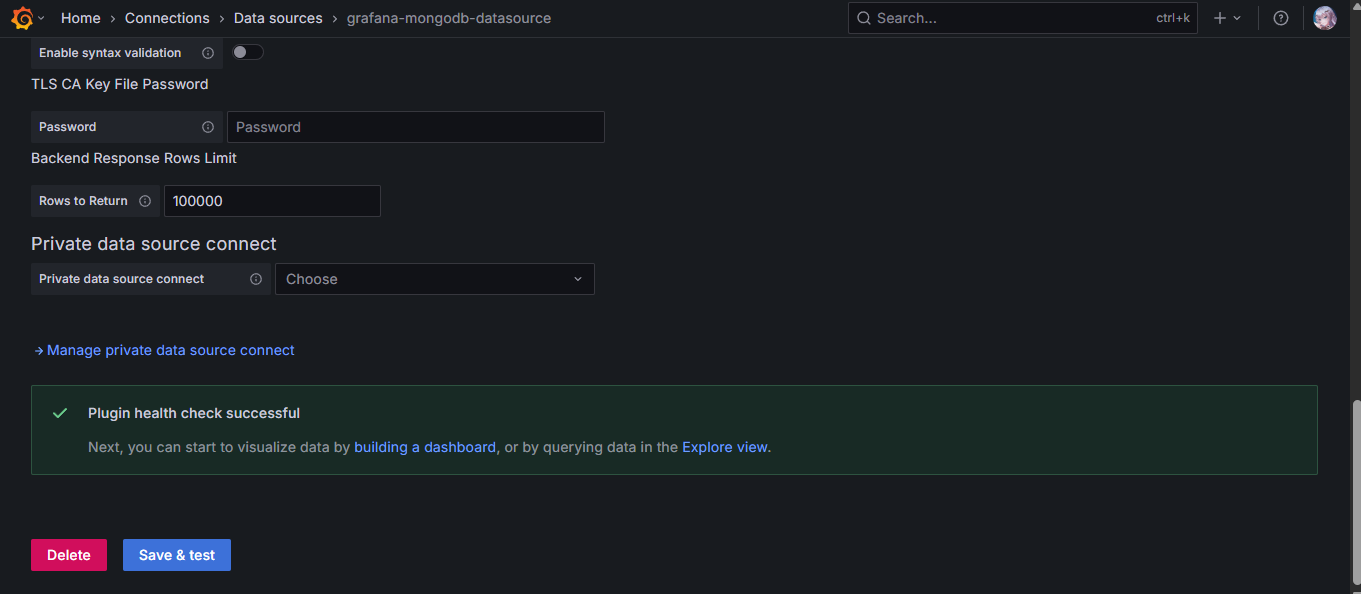 Home › Connections › Data sources › grafana-mongodb-datasource Search... ctrl+k
Enable syntax validation
TLS CA Key File Password
Password Password
Backend Response Rows Limit
Rows to Return 100000
Private data source connect
Private data source connect Choose
Manage private data source connect
Plugin health check successful
Next, you can start to visualize data by building a dashboard, or by querying data in the Explore view.
Delete Save & test